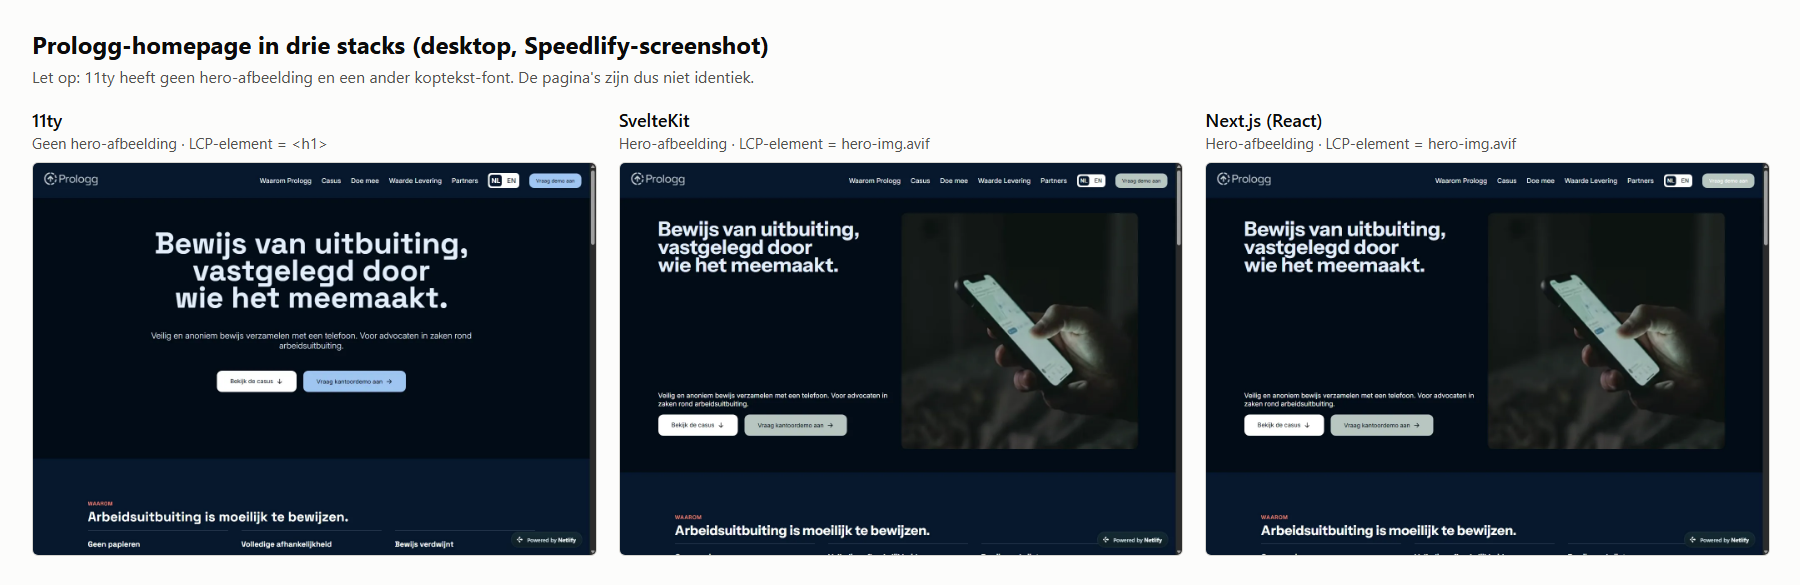 Prologg-homepage in drie stacks (desktop, Speedlify-screenshot)
Let op: 11ty heeft geen hero-afbeelding en een ander koptekst-font. De pagina's zijn dus niet identiek.
11ty
Geen hero-afbeelding · LCP-element = <h1>
Prologg
Waarom Prologg Casus Doe mee Waarde Levering Partners NL EN Vraag demo aan
Bewijs van uitbuiting,
vastgelegd door
wie het meemaakt.
Veilig en anoniem bewijs verzamelen met een telefoon. Voor advocaten in zaken rond
arbeidsuitbuiting.
Bekijk de casus ↓ Vraag kantoordemo aan →
WAAROM
Arbeidsuitbuiting is moeilijk te bewijzen.
Geen papieren Volledige afhankelijkheid Bewijs verdwijnt
Powered by Netlify
SvelteKit
Hero-afbeelding · LCP-element = hero-img.avif
Prologg
Waarom Prologg Casus Doe mee Waarde Levering Partners NL EN Vraag demo aan
Bewijs van uitbuiting,
vastgelegd door
wie het meemaakt.
Veilig en anoniem bewijs verzamelen met een telefoon. Voor advocaten in
zaken rond arbeidsuitbuiting.
Bekijk de casus ↓ Vraag kantoordemo aan →
WAAROM
Arbeidsuitbuiting is moeilijk te bewijzen.
Powered by Netlify
Next.js (React)
Hero-afbeelding · LCP-element = hero-img.avif
Prologg
Waarom Prologg Casus Doe mee Waarde Levering Partners NL EN Vraag demo aan
Bewijs van uitbuiting,
vastgelegd door
wie het meemaakt.
Veilig en anoniem bewijs verzamelen met een telefoon. Voor advocaten in
zaken rond arbeidsuitbuiting.
Bekijk de casus ↓ Vraag kantoordemo aan →
WAAROM
Arbeidsuitbuiting is moeilijk te bewijzen.
Powered by Netlify